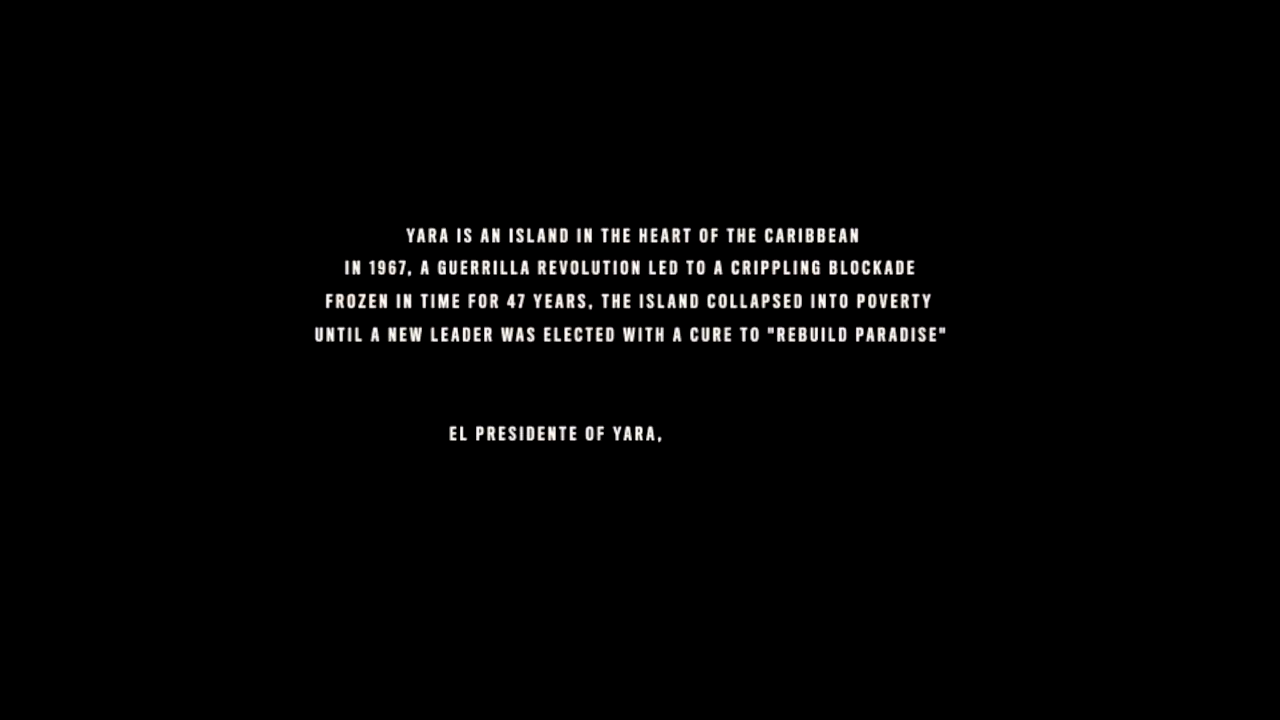 YARA IS AN ISLAND IN THE HEART OF THE CARIBBEAN
IN 1967, A GUERRILLA REVOLUTION LED TO A CRIPPLING BLOCKADE
FROZEN IN TIME FOR 47 YEARS, THE ISLAND COLLAPSED INTO POVERTY
UNTIL A NEW LEADER WAS ELECTED WITH A CURE TO "REBUILD PARADISE"
EL PRESIDENTE OF YARA,